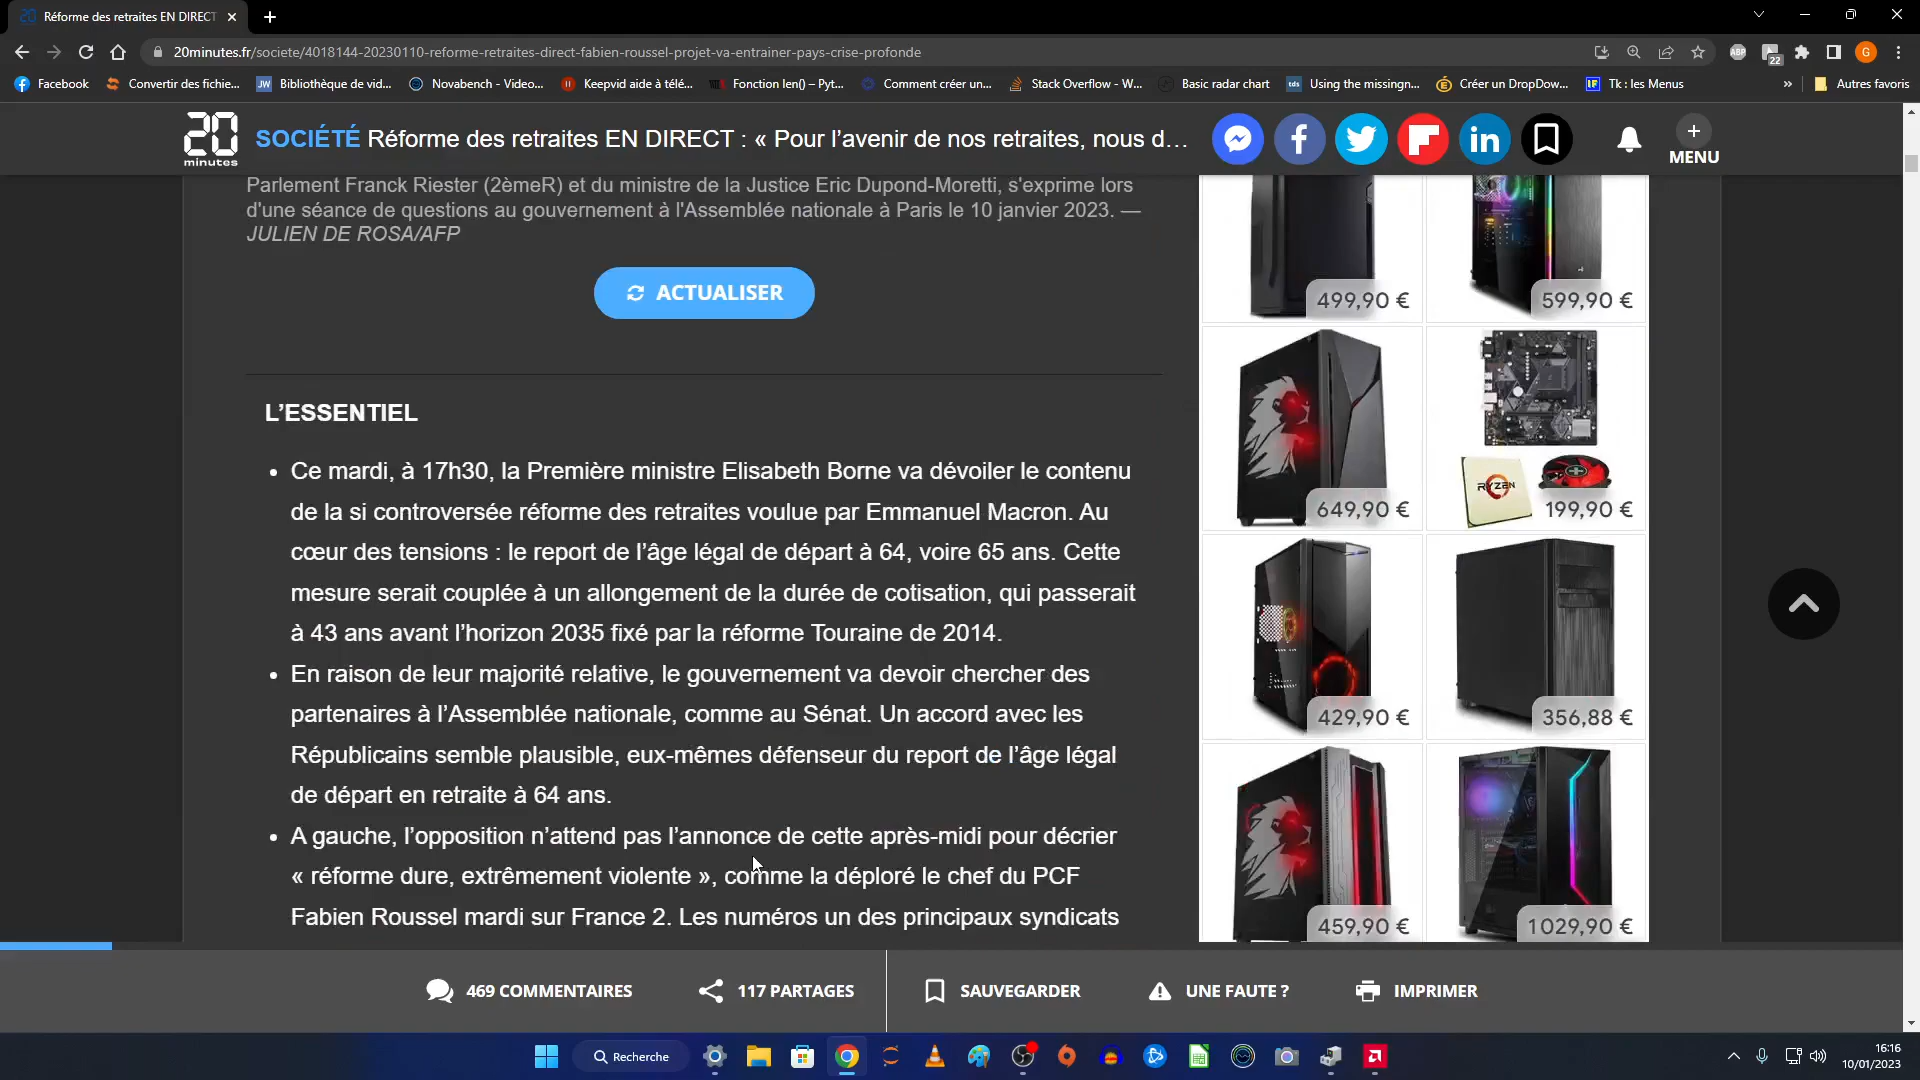 Réforme des retraites EN DIRECT
20minutes.fr/societe/4018144-20230110-reforme-retraites-direct-fabien-roussel-projet-va-entrainer-pays-crise-profonde
ABP
22
G
Facebook
Convertir des fichie...
JW Bibliothèque de vid...
Novabench - Video...
Keepvid aide à télé...
Fonction len() – Pyt...
Comment créer un...
Stack Overflow - W...
Basic radar chart
tds Using the missingn...
Créer un DropDow...
Tk : les Menus
»
Autres favoris
20 minutes
SOCIÉTÉ Réforme des retraites EN DIRECT : « Pour l’avenir de nos retraites, nous d...
MENU
Parlement Franck Riester (2èmeR) et du ministre de la Justice Eric Dupond-Moretti, s'exprime lors
d'une séance de questions au gouvernement à l'Assemblée nationale à Paris le 10 janvier 2023. —
JULIEN DE ROSA/AFP
ACTUALISER
L’ESSENTIEL
• Ce mardi, à 17h30, la Première ministre Elisabeth Borne va dévoiler le contenu
de la si controversée réforme des retraites voulue par Emmanuel Macron. Au
cœur des tensions : le report de l’âge légal de départ à 64, voire 65 ans. Cette
mesure serait couplée à un allongement de la durée de cotisation, qui passerait
à 43 ans avant l’horizon 2035 fixé par la réforme Touraine de 2014.
• En raison de leur majorité relative, le gouvernement va devoir chercher des
partenaires à l’Assemblée nationale, comme au Sénat. Un accord avec les
Républicains semble plausible, eux-mêmes défenseur du report de l’âge légal
de départ en retraite à 64 ans.
• A gauche, l’opposition n’attend pas l’annonce de cette après-midi pour décrier
« réforme dure, extrêmement violente », comme la déploré le chef du PCF
Fabien Roussel mardi sur France 2. Les numéros un des principaux syndicats
499,90 €
599,90 €
649,90 €
RYZEN
199,90 €
429,90 €
356,88 €
459,90 €
1 029,90 €
469 COMMENTAIRES
117 PARTAGES
SAUVEGARDER
UNE FAUTE ?
IMPRIMER
Recherche
16:16
10/01/2023